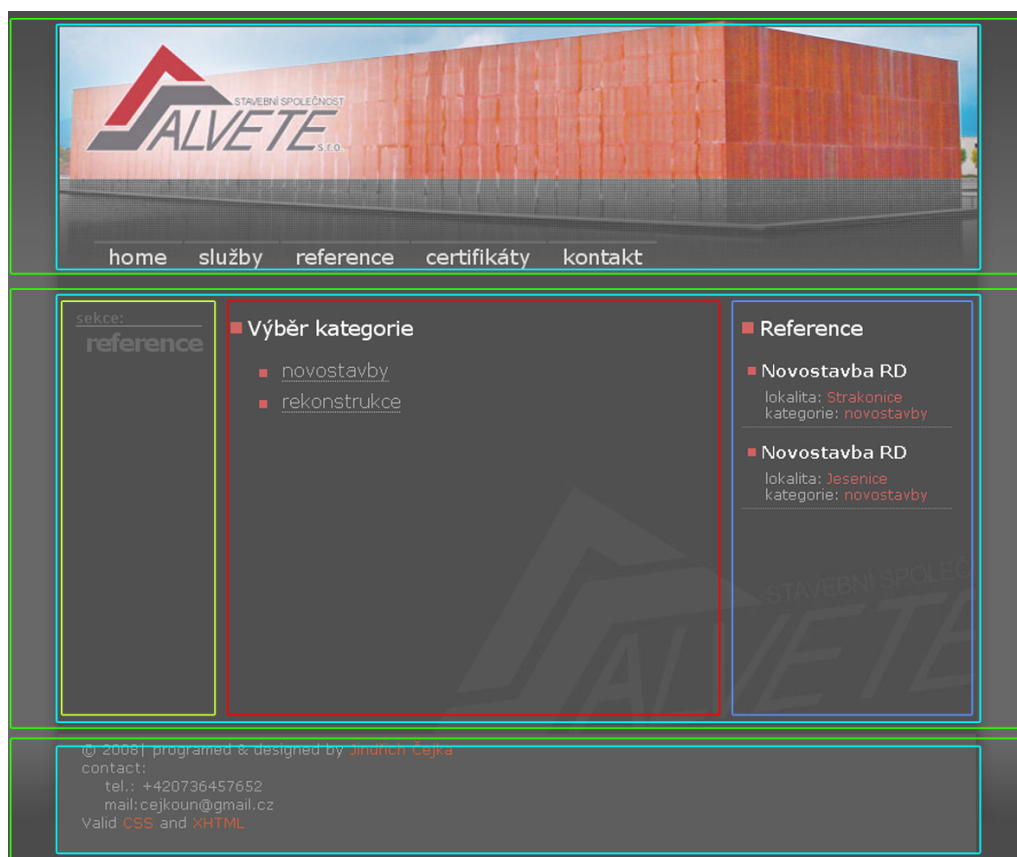 STAVEBNÍ SPOLEČNOST
SALVETE s.r.o.
home služby reference certifikáty kontakt
sekce:
reference
Výběr kategorie
novostavby
rekonstrukce
Reference
Novostavba RD
lokalita: Strakonice
kategorie: novostavby
Novostavba RD
lokalita: Jesenice
kategorie: novostavby
STAVEBNÍ SPOLEČ
SALVETE
© 2008| programed & designed by Jindřich Čejka
contact:
tel.: +420736457652
mail:cejkoun@gmail.cz
Valid CSS and XHTML